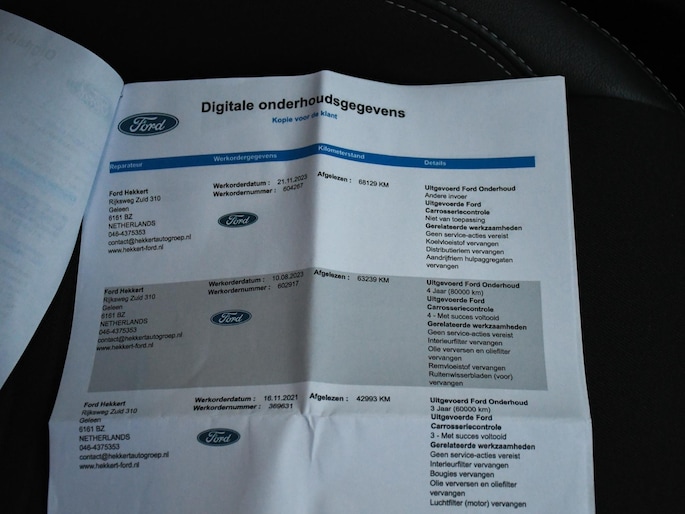 Digitale onderhoudsgegevens
Kopie voor de klant
Ford
Reparateur Werkordergegevens Kilometerstand Details
Ford Hekkert
Rijksweg Zuid 310
Geleen
6161 BZ
NETHERLANDS
046-4375353
contact@hekkertautogroep.nl
www.hekkert-ford.nl
Werkorderdatum : 21.11.2023
Werkordernummer : 604267
Ford
Afgelezen : 68129 KM
Uitgevoerd Ford Onderhoud
Andere invoer
Uitgevoerde Ford
Carrosseriecontrole
Niet van toepassing
Gerelateerde werkzaamheden
Geen service-acties vereist
Koelvloeistof vervangen
Distributieriem vervangen
Aandrijfriem hulpaggregaten
vervangen
Ford Hekkert
Rijksweg Zuid 310
Geleen
6161 BZ
NETHERLANDS
046-4375353
contact@hekkertautogroep.nl
www.hekkert-ford.nl
Werkorderdatum : 10.08.2023
Werkordernummer : 602917
Ford
Afgelezen : 63239 KM
Uitgevoerd Ford Onderhoud
4 Jaar (80000 km)
Uitgevoerde Ford
Carrosseriecontrole
4 - Met succes voltooid
Gerelateerde werkzaamheden
Geen service-acties vereist
Interieurfilter vervangen
Olie verversen en oliefilter
vervangen
Remvloeistof vervangen
Ruitenwisserbladen (voor)
vervangen
Ford Hekkert
Rijksweg Zuid 310
Geleen
6161 BZ
NETHERLANDS
046-4375353
contact@hekkertautogroep.nl
www.hekkert-ford.nl
Werkorderdatum : 16.11.2021
Werkordernummer : 369631
Ford
Afgelezen : 42993 KM
Uitgevoerd Ford Onderhoud
3 Jaar (60000 km)
Uitgevoerde Ford
Carrosseriecontrole
3 - Met succes voltooid
Gerelateerde werkzaamheden
Geen service-acties vereist
Interieurfilter vervangen
Bougies vervangen
Olie verversen en oliefilter
vervangen
Luchtfilter (motor) vervangen